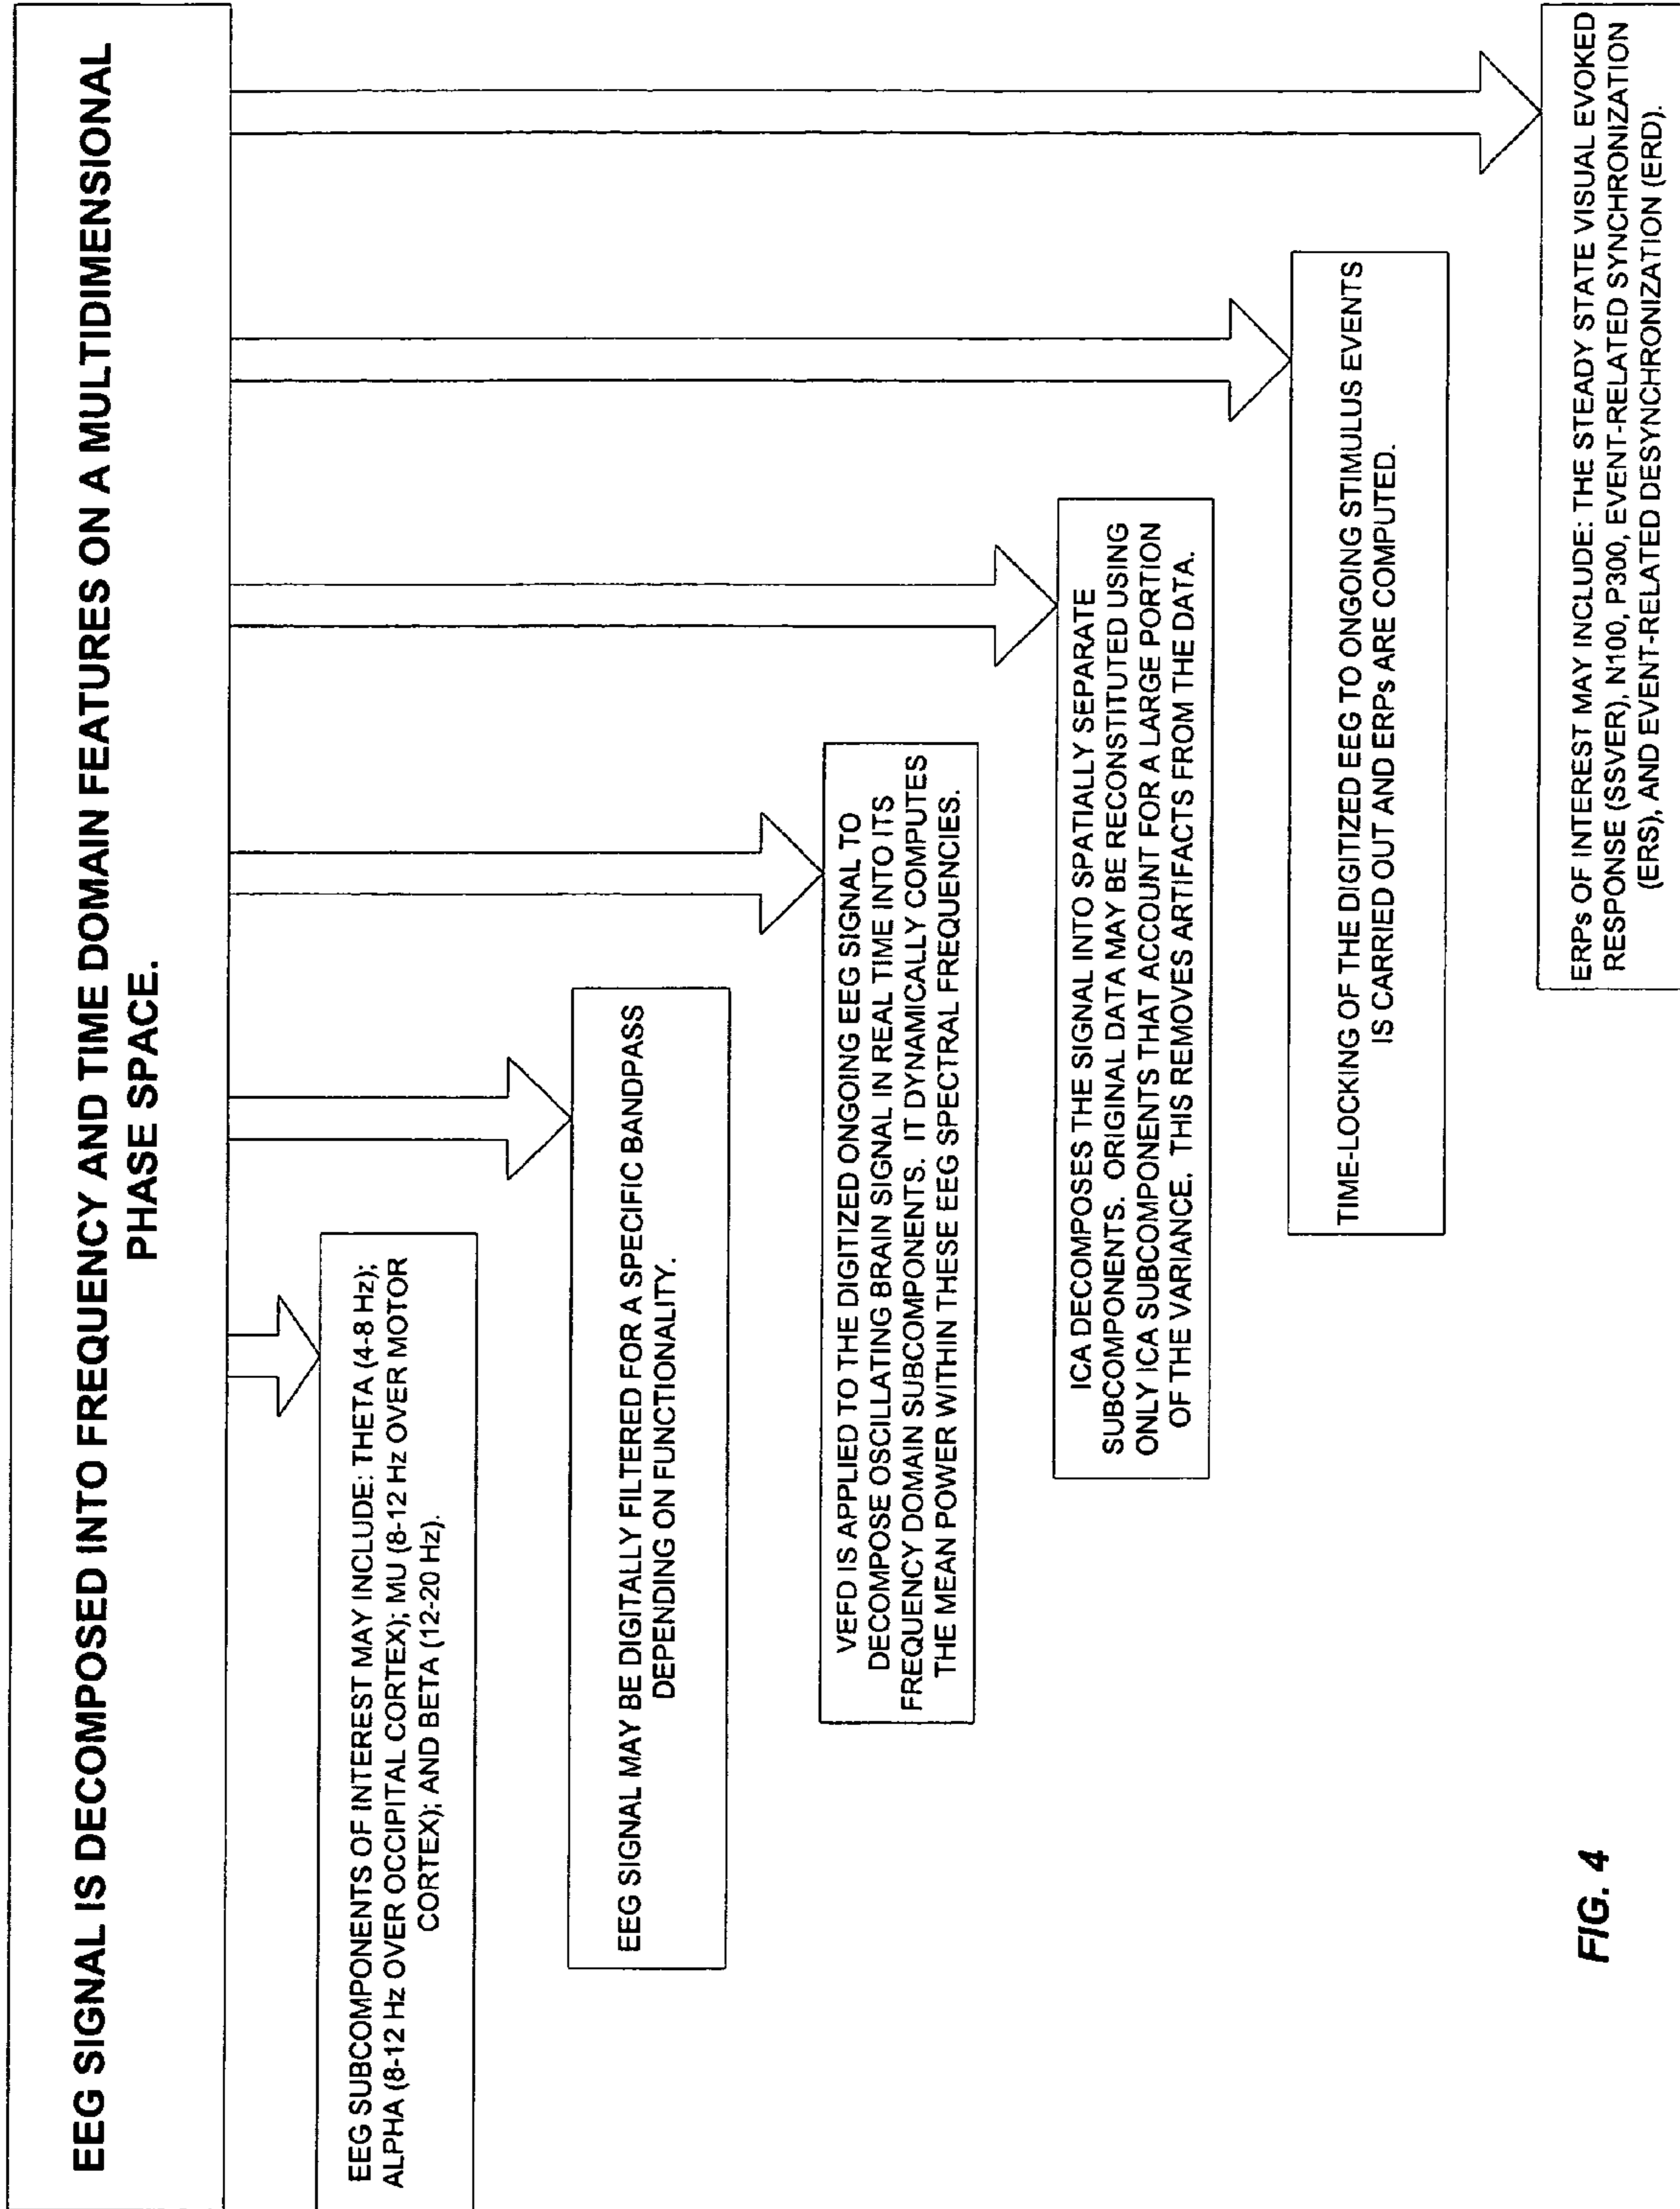 EEG SIGNAL IS DECOMPOSED INTO FREQUENCY AND TIME DOMAIN FEATURES ON A MULTIDIMENSIONAL
PHASE SPACE.
EEG SUBCOMPONENTS OF INTEREST MAY INCLUDE: THETA (4-8 Hz);
ALPHA (8-12 Hz OVER OCCIPITAL CORTEX); MU (8-12 Hz OVER MOTOR
CORTEX); AND BETA (12-20 Hz).
EEG SIGNAL MAY BE DIGITALLY FILTERED FOR A SPECIFIC BANDPASS
DEPENDING ON FUNCTIONALITY.
VEFD IS APPLIED TO THE DIGITIZED ONGOING EEG SIGNAL TO
DECOMPOSE OSCILLATING BRAIN SIGNAL IN REAL TIME INTO ITS
FREQUENCY DOMAIN SUBCOMPONENTS. IT DYNAMICALLY COMPUTES
THE MEAN POWER WITHIN THESE EEG SPECTRAL FREQUENCIES.
ICA DECOMPOSES THE SIGNAL INTO SPATIALLY SEPARATE
SUBCOMPONENTS. ORIGINAL DATA MAY BE RECONSTITUTED USING
ONLY ICA SUBCOMPONENTS THAT ACCOUNT FOR A LARGE PORTION
OF THE VARIANCE. THIS REMOVES ARTIFACTS FROM THE DATA.
TIME-LOCKING OF THE DIGITIZED EEG TO ONGOING STIMULUS EVENTS
IS CARRIED OUT AND ERPs ARE COMPUTED.
ERPs OF INTEREST MAY INCLUDE: THE STEADY STATE VISUAL EVOKED
RESPONSE (SSVER), N100, P300, EVENT-RELATED SYNCHRONIZATION
(ERS), AND EVENT-RELATED DESYNCHRONIZATION (ERD).
FIG. 4